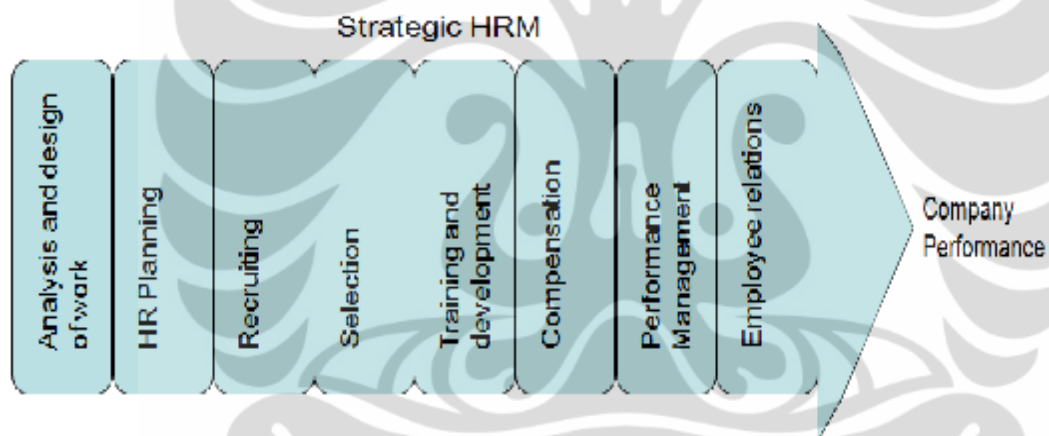 Strategic HRM
Analysis and design
of work
HR Planning
Recruiting
Selection
Training and
development
Compensation
Performance
Management
Employee relations
Company
Performance